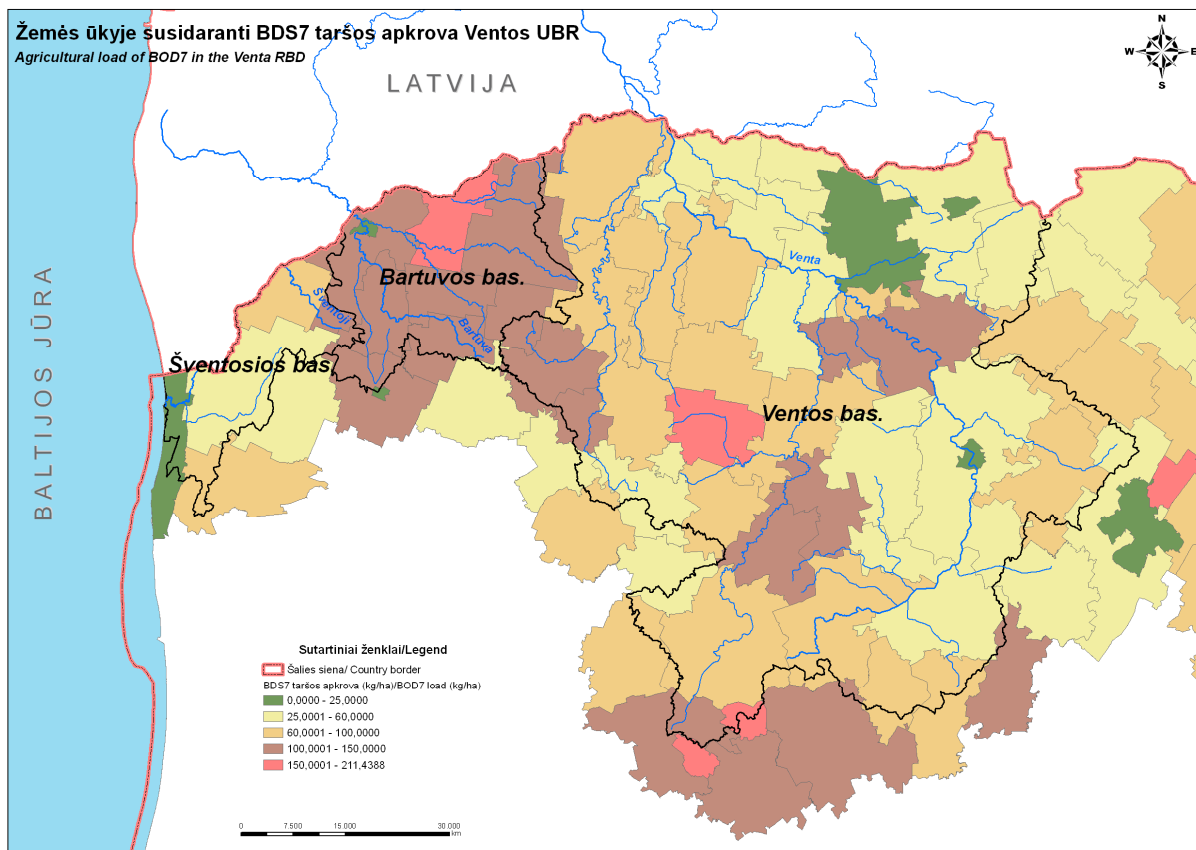 Žemės ūkyje susidaranti BDS7 taršos apkrova Ventos UBR
Agricultural load of BOD7 in the Venta RBD
N
W E
S
LATVIJA
BALTIJOS JŪRA
Venta
Bartuvos bas.
Šventoji
Bartuva
Šventosios bas.
Ventos bas.
Sutartiniai ženklai/Legend
Šalies siena/ Country border
BDS7 taršos apkrova (kg/ha)/BOD7 load (kg/ha)
0,0000 - 25,0000
25,0001 - 60,0000
60,0001 - 100,0000
100,0001 - 150,0000
150,0001 - 211,4388
0 7.500 15.000 30.000
km